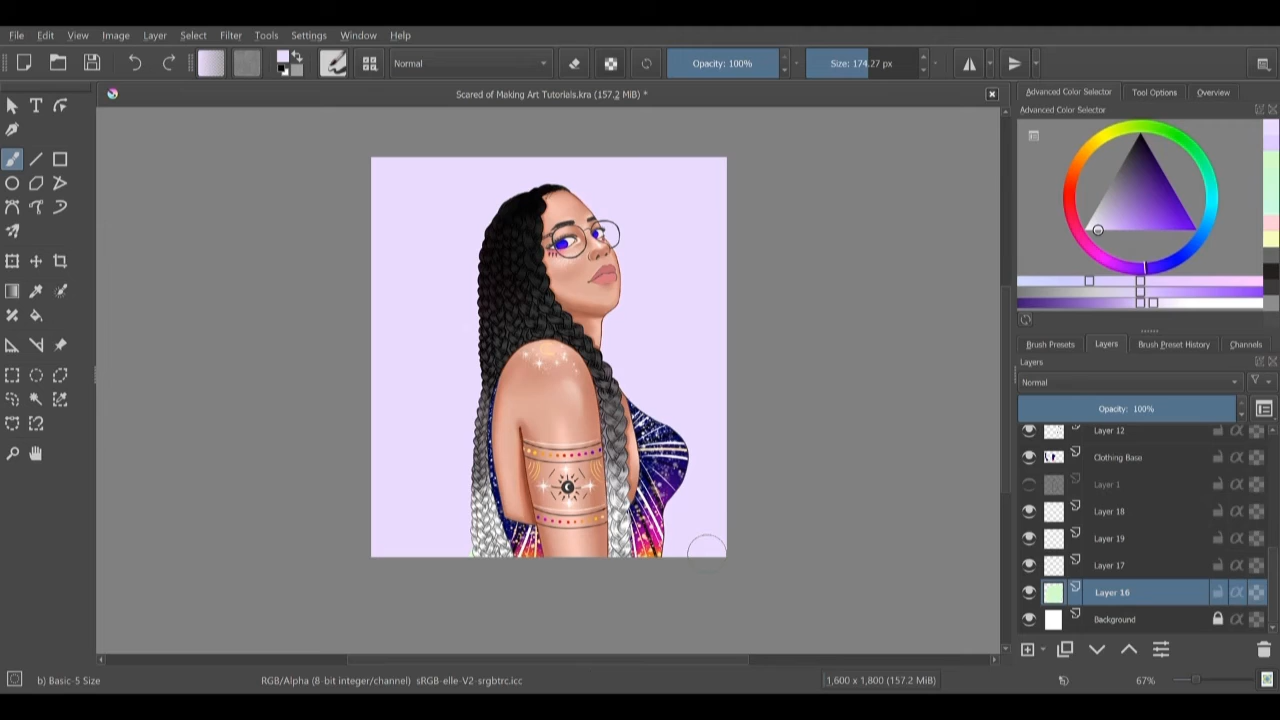 File Edit View Image Layer Select Filter Tools Settings Window Help
Normal Opacity: 100% Size: 174.27 px
Scared of Making Art Tutorials.kra (157.2 MiB) *
Advanced Color Selector Tool Options Overview
Advanced Color Selector
Brush Presets Layers Brush Preset History Channels
Layers
Normal
Opacity: 100%
Layer 12
Clothing Base
Layer 1
Layer 18
Layer 19
Layer 17
Layer 16
Background
b) Basic-5 Size RGB/Alpha (8 bit integer/channel) sRGB-elle-V2-srgbtrc.icc 1,600 x 1,800 (157.2 MiB) 67%